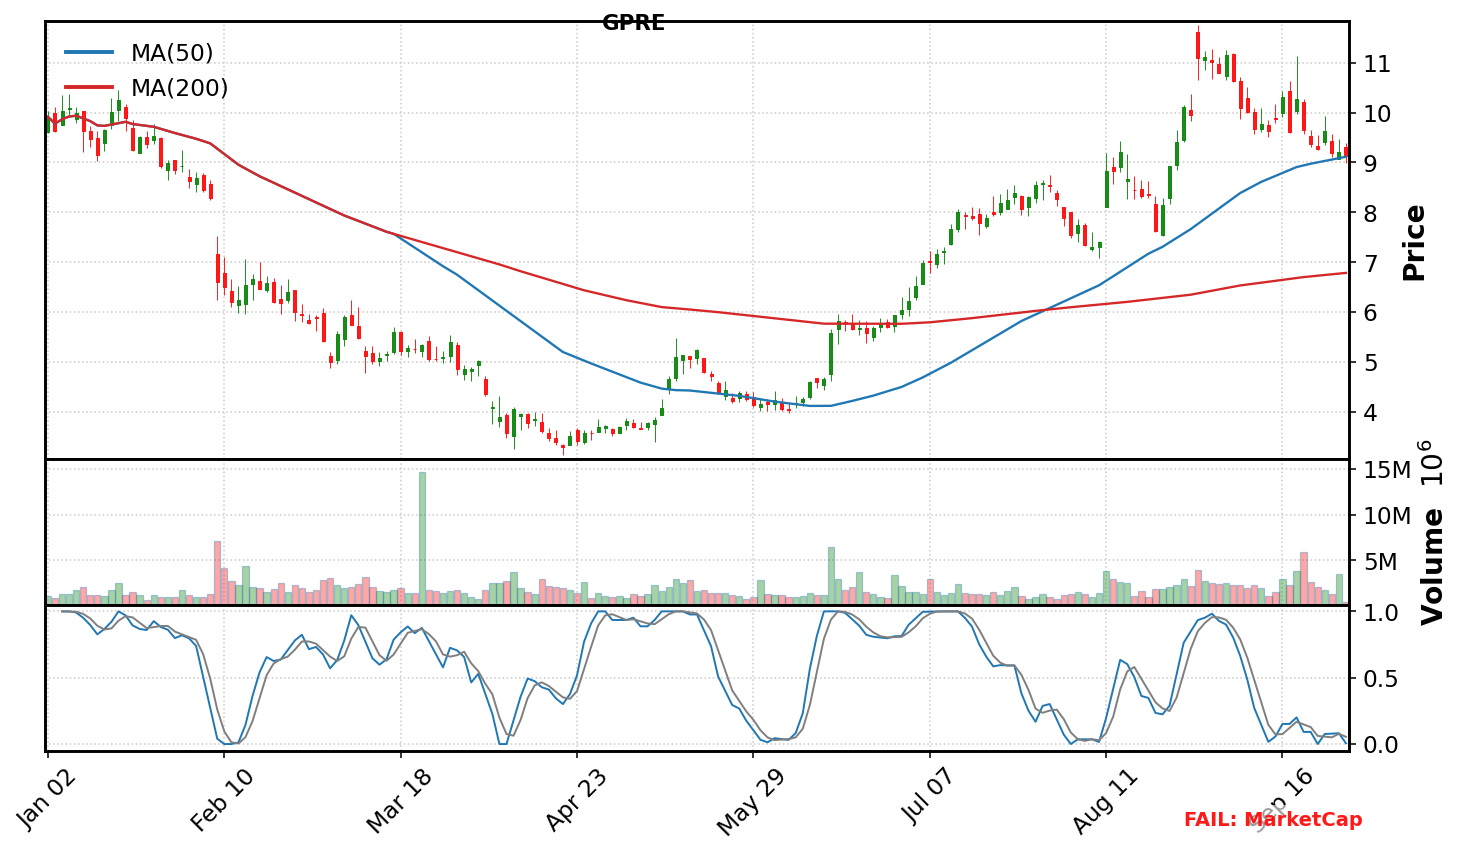 GPRE
MA(50)
MA(200)
11
10
9
8
7
6
5
4
Price
15M
10M
5M
Volume 10⁶
1.0
0.5
0.0
Jan 02
Feb 10
Mar 18
Apr 23
May 29
Jul 07
Aug 11
Sep 16
FAIL: MarketCap